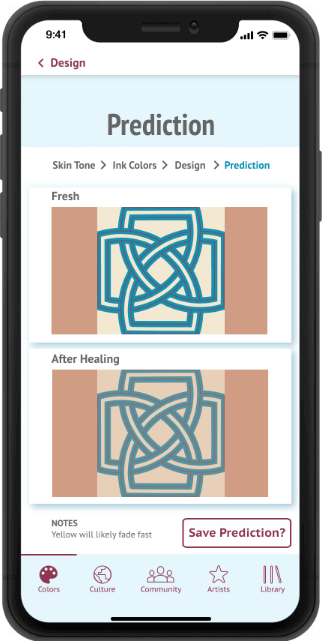 9:41
Design
Prediction
Skin Tone > Ink Colors > Design > Prediction
Fresh
After Healing
NOTES
Yellow will likely fade fast
Save Prediction?
Colors Culture Community Artists Library